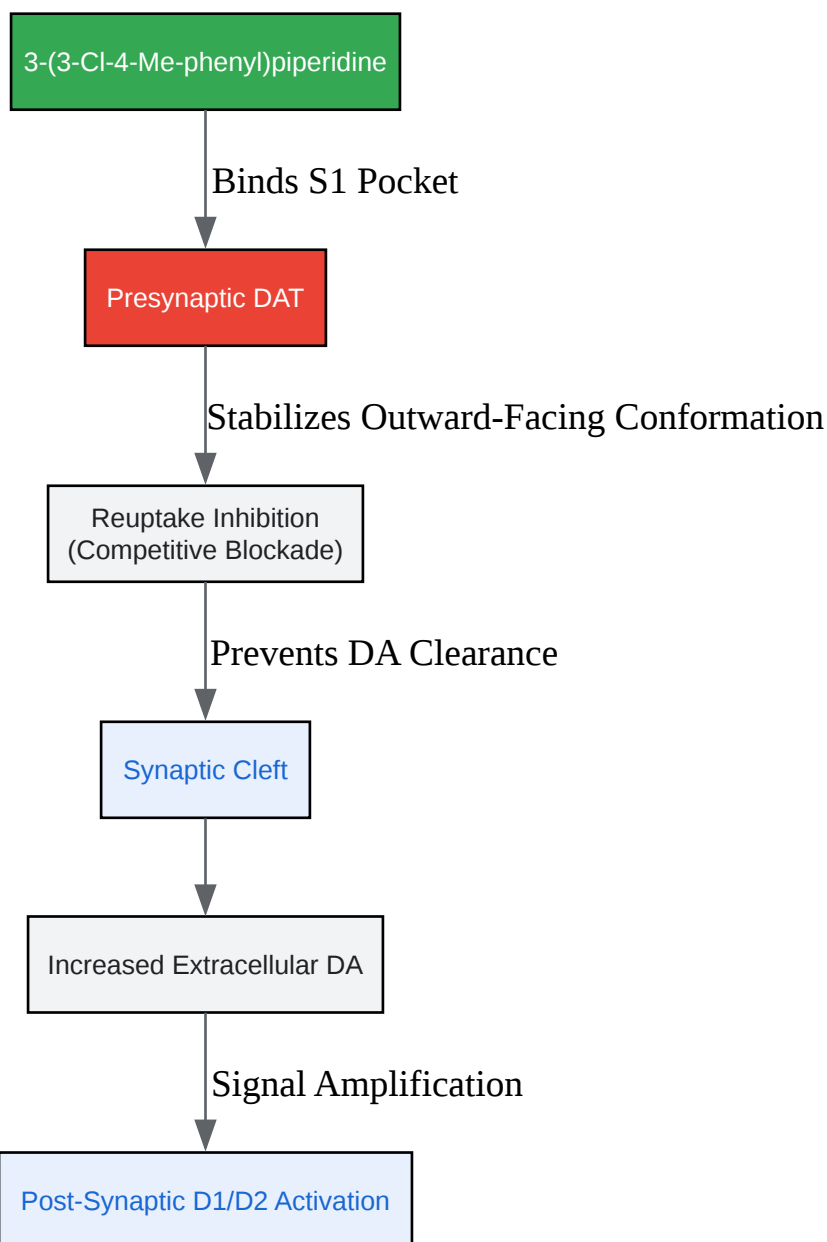 3-(3-Cl-4-Me-phenyl)piperidine
Binds S1 Pocket
Presynaptic DAT
Stabilizes Outward-Facing Conformation
Reuptake Inhibition
(Competitive Blockade)
Prevents DA Clearance
Synaptic Cleft
Increased Extracellular DA
Signal Amplification
Post-Synaptic D1/D2 Activation